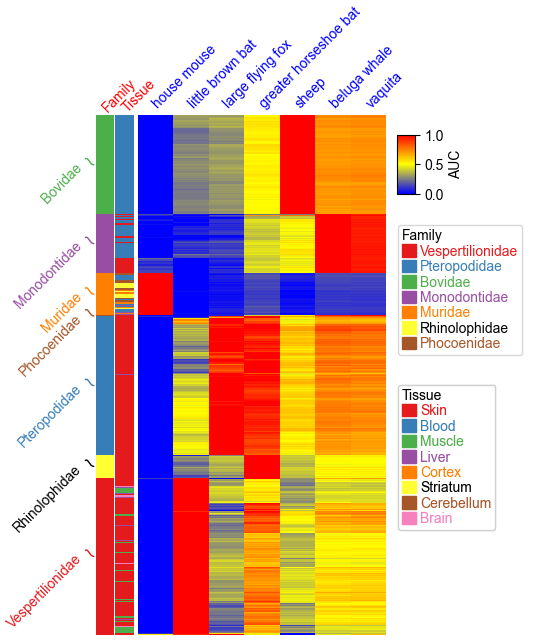 Family
Tissue
house mouse
little brown bat
large flying fox
greater horseshoe bat
sheep
beluga whale
vaquita
Bovidae
Monodontidae
Muridae
Phocoenidae
Pteropodidae
Rhinolophidae
Vespertilionidae
1.0
0.5
0.0
AUC
Family
Vespertilionidae
Pteropodidae
Bovidae
Monodontidae
Muridae
Rhinolophidae
Phocoenidae
Tissue
Skin
Blood
Muscle
Liver
Cortex
Striatum
Cerebellum
Brain